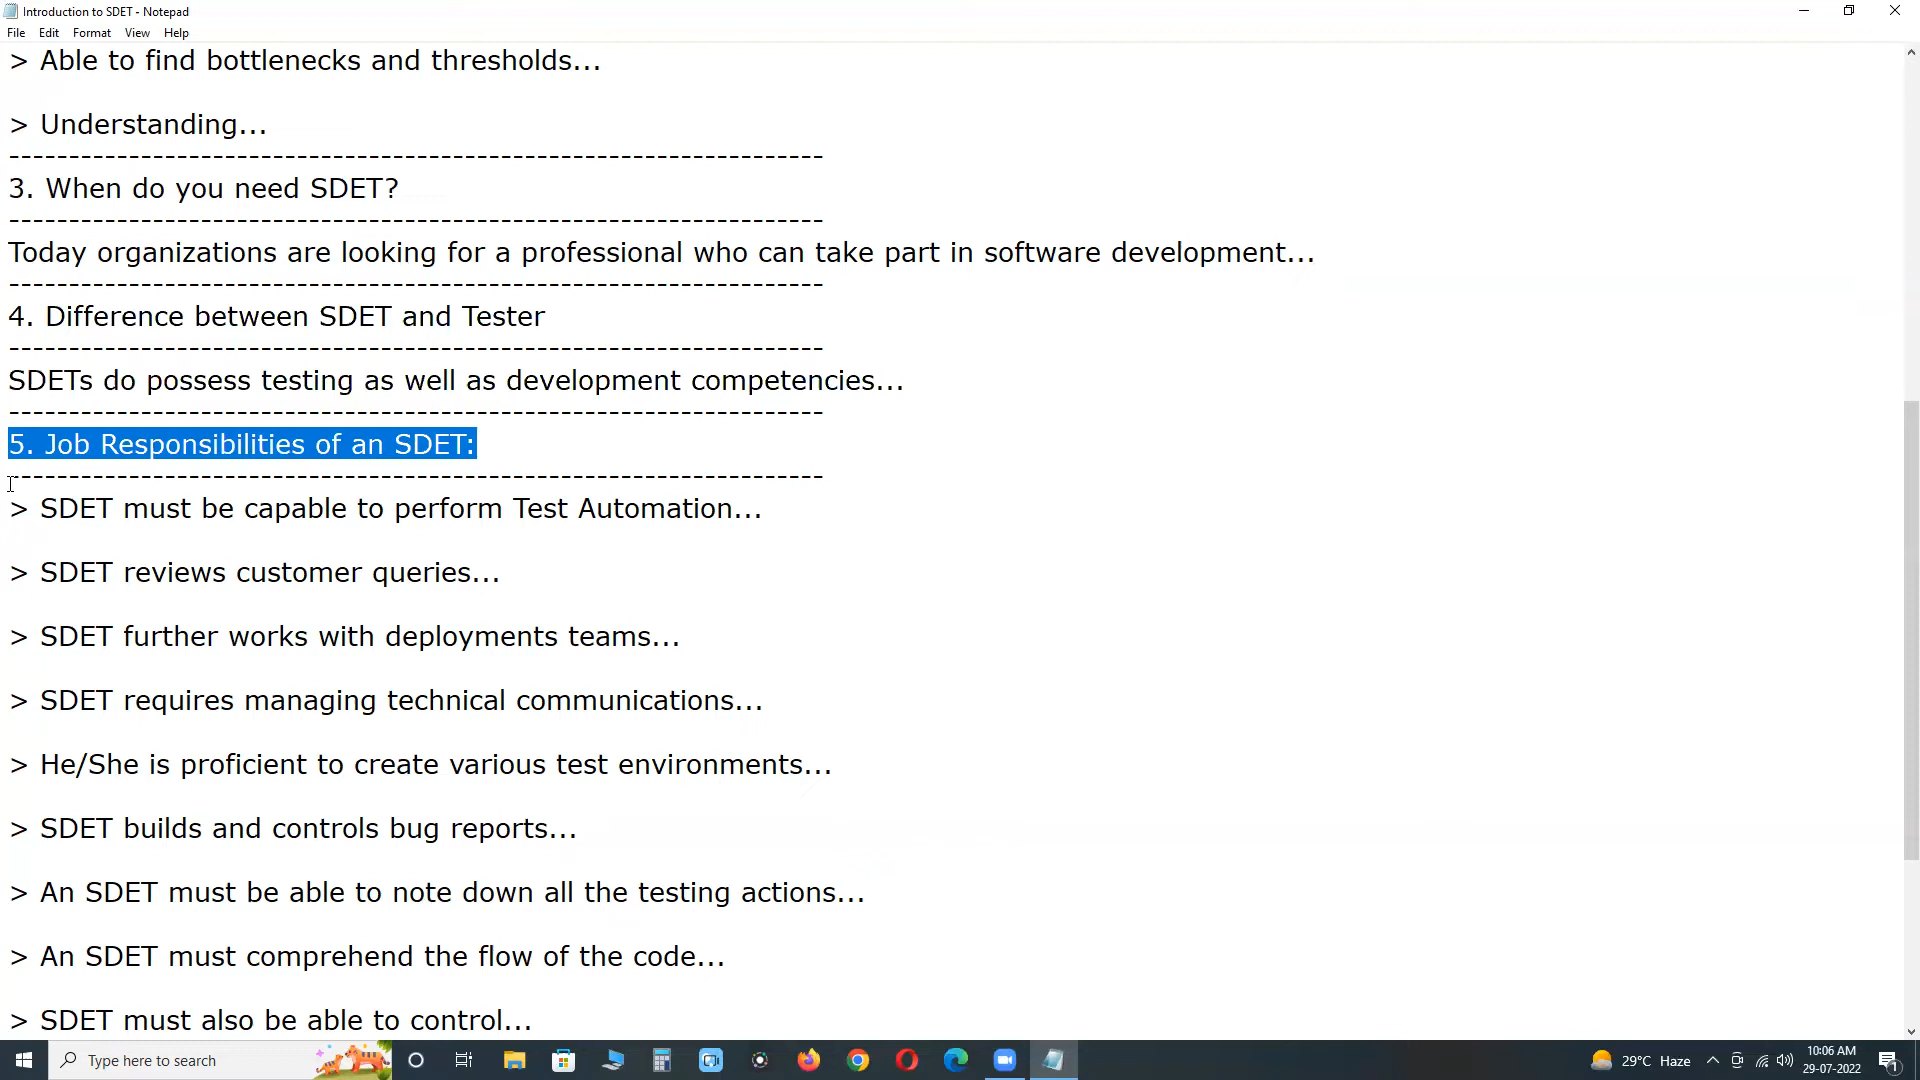 Introduction to SDET - Notepad
File Edit Format View Help
> Able to find bottlenecks and thresholds...
> Understanding...
--------------------------------------------------------------------
3. When do you need SDET?
--------------------------------------------------------------------
Today organizations are looking for a professional who can take part in software development...
--------------------------------------------------------------------
4. Difference between SDET and Tester
--------------------------------------------------------------------
SDETs do possess testing as well as development competencies...
--------------------------------------------------------------------
5. Job Responsibilities of an SDET:
--------------------------------------------------------------------
> SDET must be capable to perform Test Automation...
> SDET reviews customer queries...
> SDET further works with deployments teams...
> SDET requires managing technical communications...
> He/She is proficient to create various test environments...
> SDET builds and controls bug reports...
> An SDET must be able to note down all the testing actions...
> An SDET must comprehend the flow of the code...
> SDET must also be able to control...
Type here to search
29°C Haze
10:06 AM
29-07-2022
1